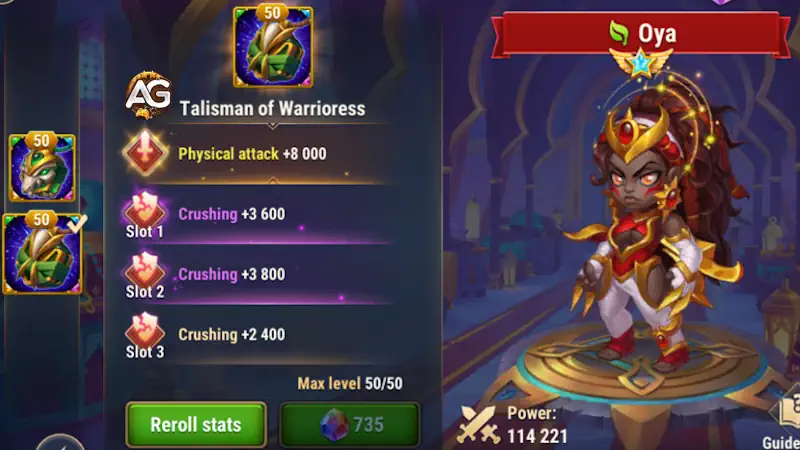 50
Oya
AG
Talisman of Warrioress
Physical attack +8 000
50
Crushing +3 600
Slot 1
50
Crushing +3 800
Slot 2
Crushing +2 400
Slot 3
Max level 50/50
Reroll stats
735
Power:
114 221
Guide